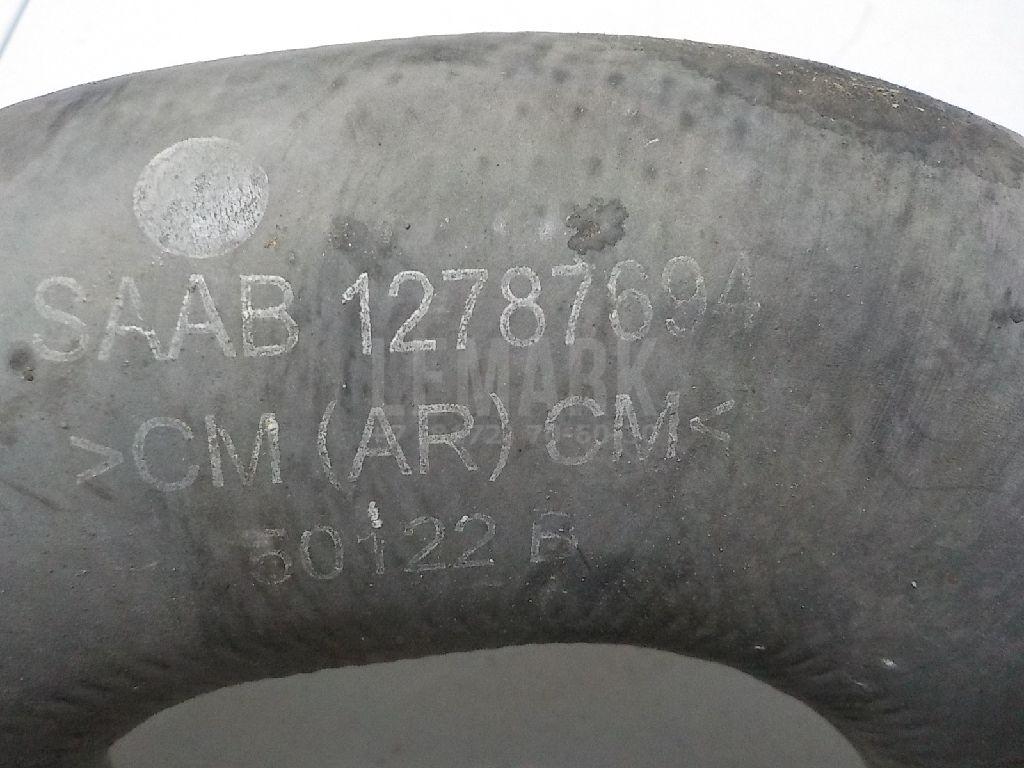 SAAB 12787694
>CM (AR) CM<
50122 B
LEMARK